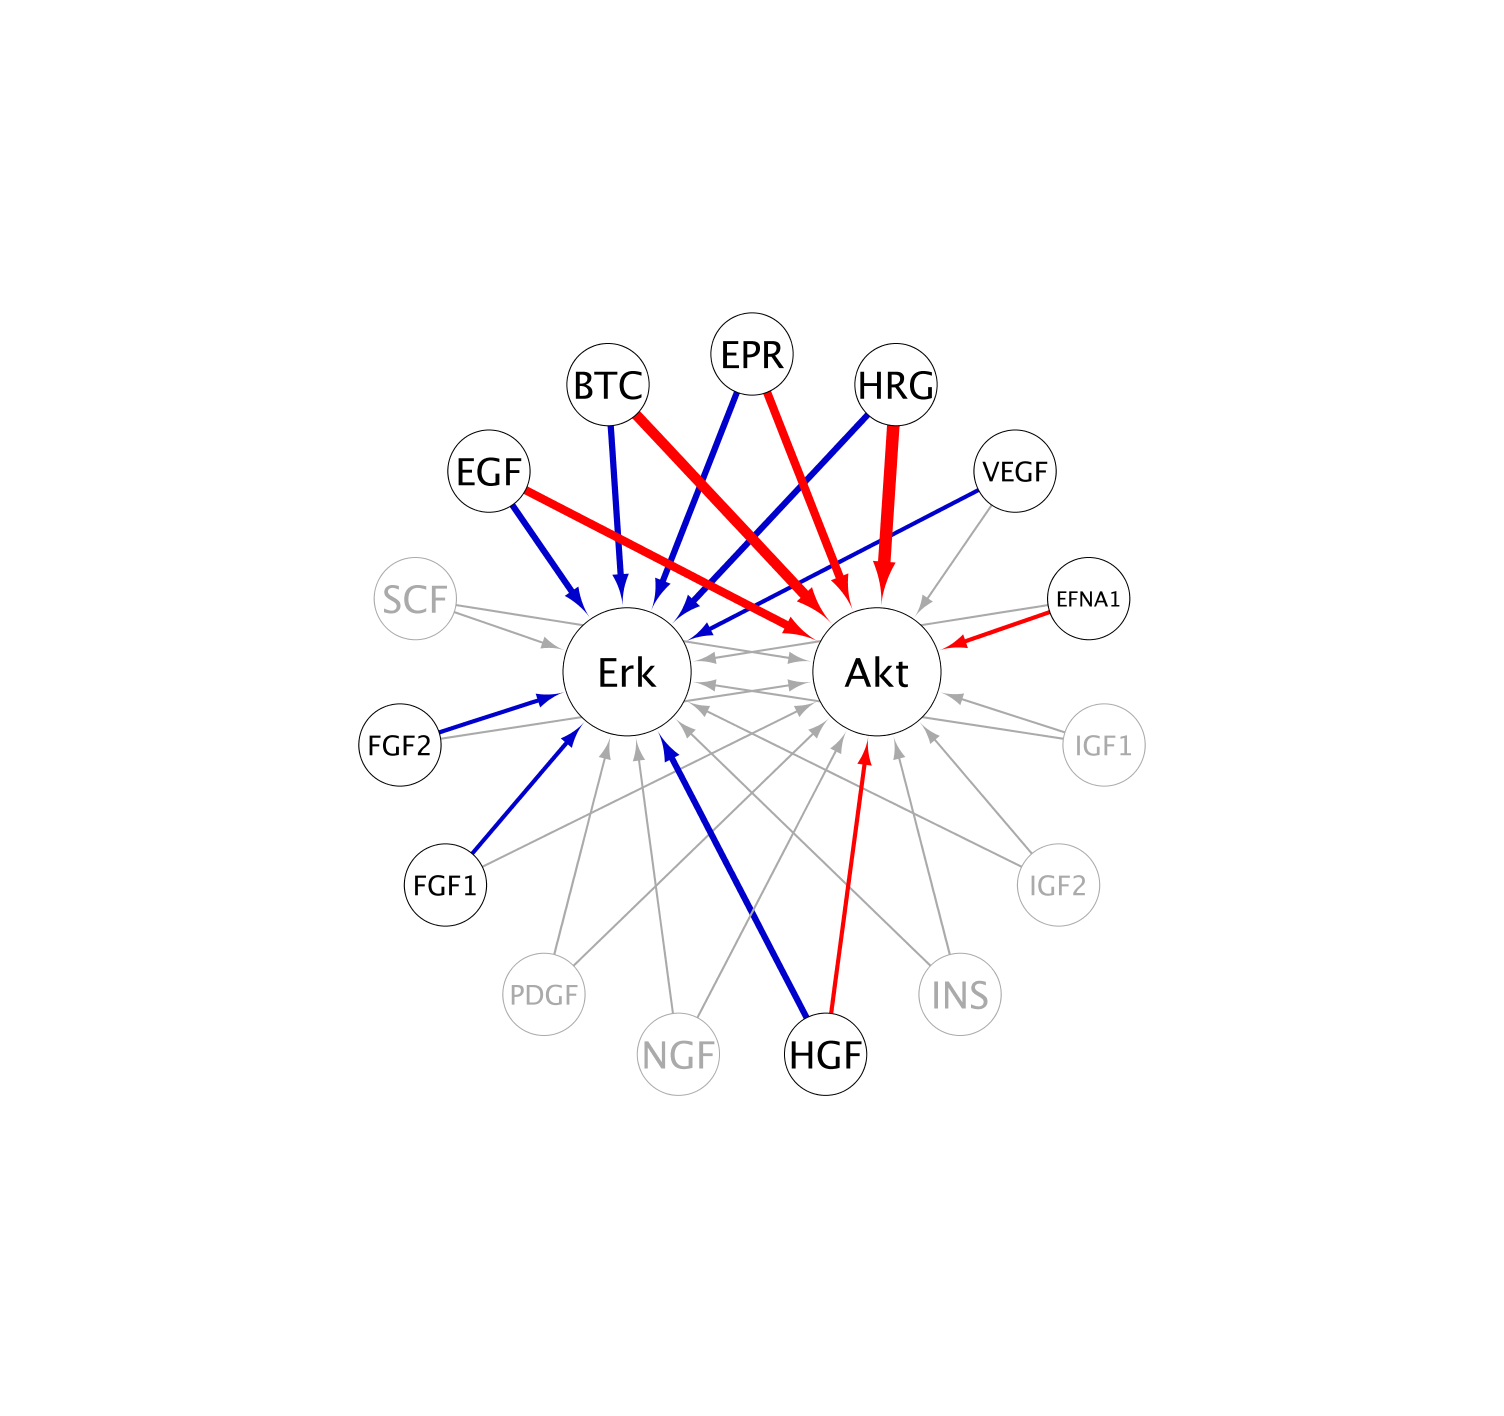 EPR
BTC
HRG
EGF
VEGF
SCF
EFNA1
Erk
Akt
FGF2
IGF1
FGF1
IGF2
PDGF
INS
NGF
HGF